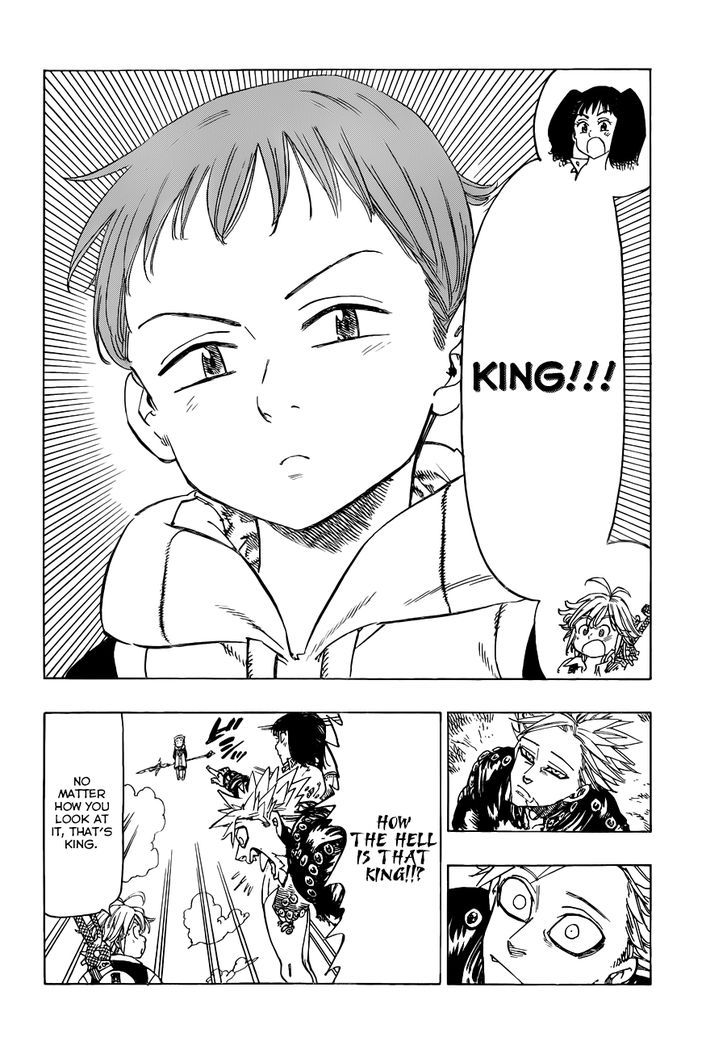 KING!!!
HOW
THE HELL
IS THAT
KING!!?
NO
MATTER
HOW YOU
LOOK AT
IT, THAT'S
KING.